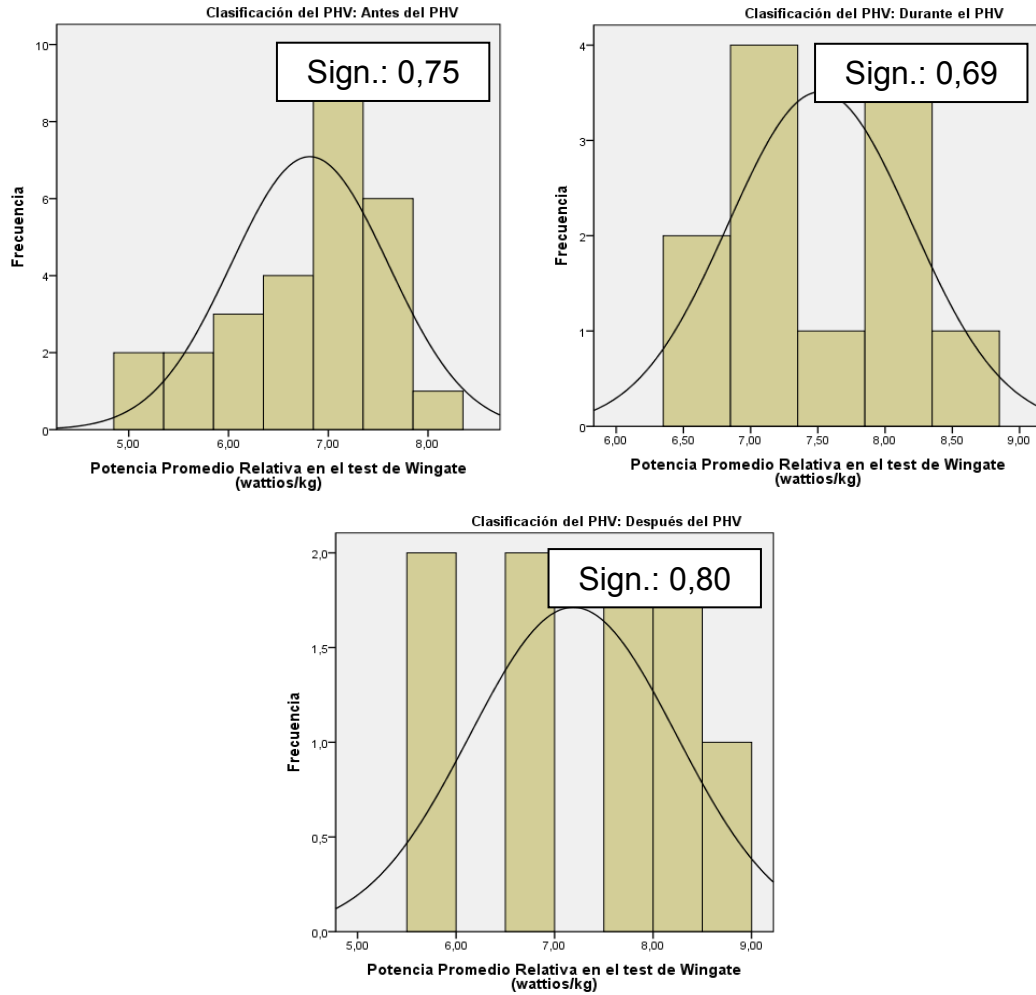 Clasificación del PHV: Antes del PHV
Sign.: 0,75
10
8
6
4
2
0
Frecuencia
5,00 6,00 7,00 8,00
Potencia Promedio Relativa en el test de Wingate
(wattios/kg)
Clasificación del PHV: Durante el PHV
Sign.: 0,69
4
3
2
1
0
Frecuencia
6,00 6,50 7,00 7,50 8,00 8,50 9,00
Potencia Promedio Relativa en el test de Wingate
(wattios/kg)
Clasificación del PHV: Después del PHV
Sign.: 0,80
2,0
1,5
1,0
0,5
0,0
Frecuencia
5,00 6,00 7,00 8,00 9,00
Potencia Promedio Relativa en el test de Wingate
(wattios/kg)